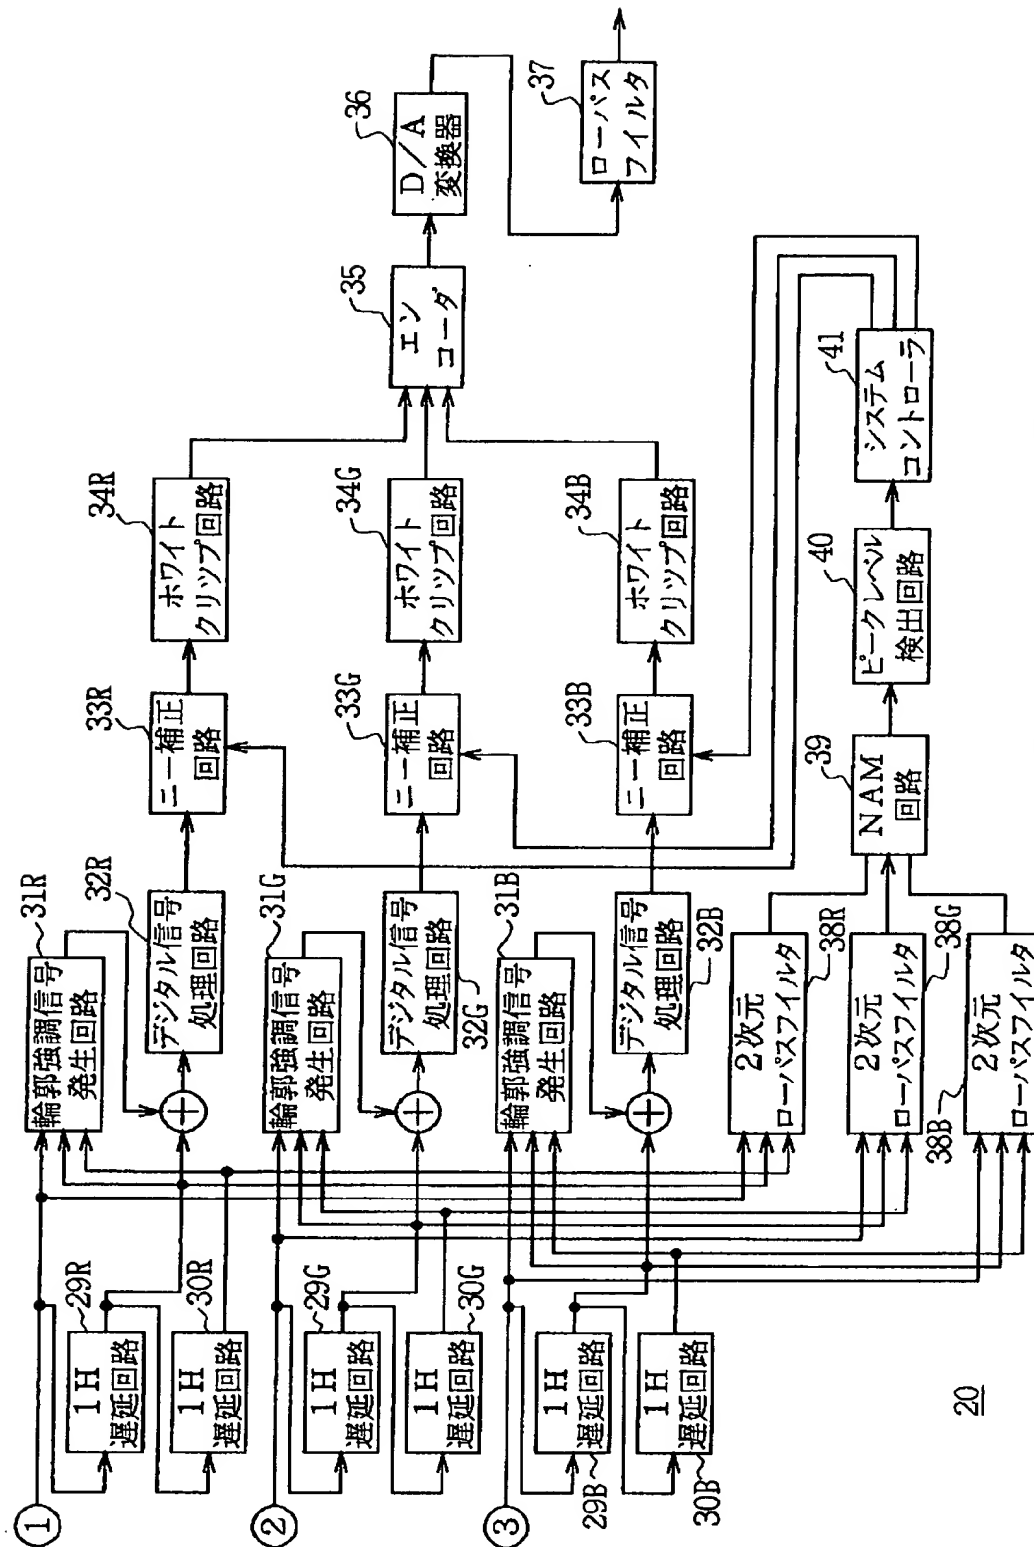 ①
1H
遅延回路
29R
1H
遅延回路
30R
31R
輪郭強調信号
発生回路
32R
デジタル信号
処理回路
33R
ニー補正
回路
34R
ホワイト
クリップ回路
②
1H
遅延回路
29G
1H
遅延回路
30G
31G
輪郭強調信号
発生回路
デジタル信号
処理回路
32G
33G
ニー補正
回路
34G
ホワイト
クリップ回路
35
エン
コーダ
36
D/A
変換器
37
ローパス
フィルタ
③
1H
遅延回路
29B
1H
遅延回路
30B
31B
輪郭強調信号
発生回路
デジタル信号
処理回路
32B
33B
ニー補正
回路
34B
ホワイト
クリップ回路
2次元
ローパスフィルタ
38R
2次元
ローパスフィルタ
38G
38B
2次元
ローパスフィルタ
39
NAM
回路
40
ピークレベル
検出回路
41
システム
コントローラ
20